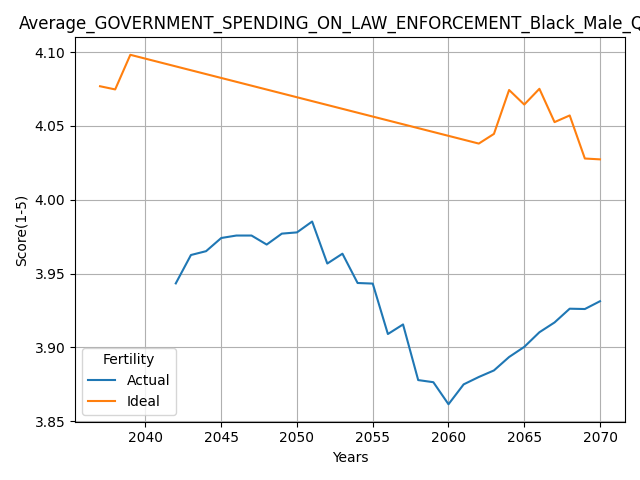 Average_GOVERNMENT_SPENDING_ON_LAW_ENFORCEMENT_Black_Male_Q
4.10
4.05
4.00
3.95
3.90
3.85
Score(1-5)
Fertility
Actual
Ideal
2040 2045 2050 2055 2060 2065 2070
Years